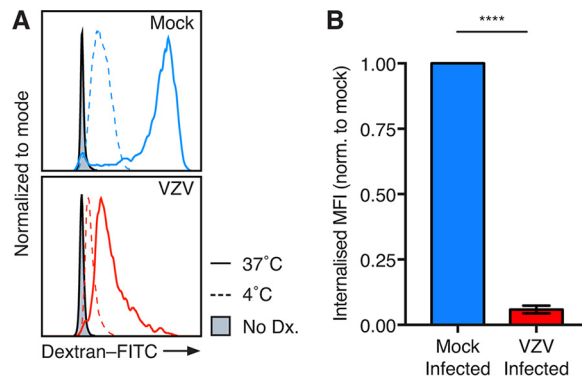 A
Mock
VZV
Normalized to mode
Dextran–FITC
37˚C
4˚C
No Dx.
B
****
Internalised MFI (norm. to mock)
1.00
0.75
0.50
0.25
0.00
Mock
Infected
VZV
Infected